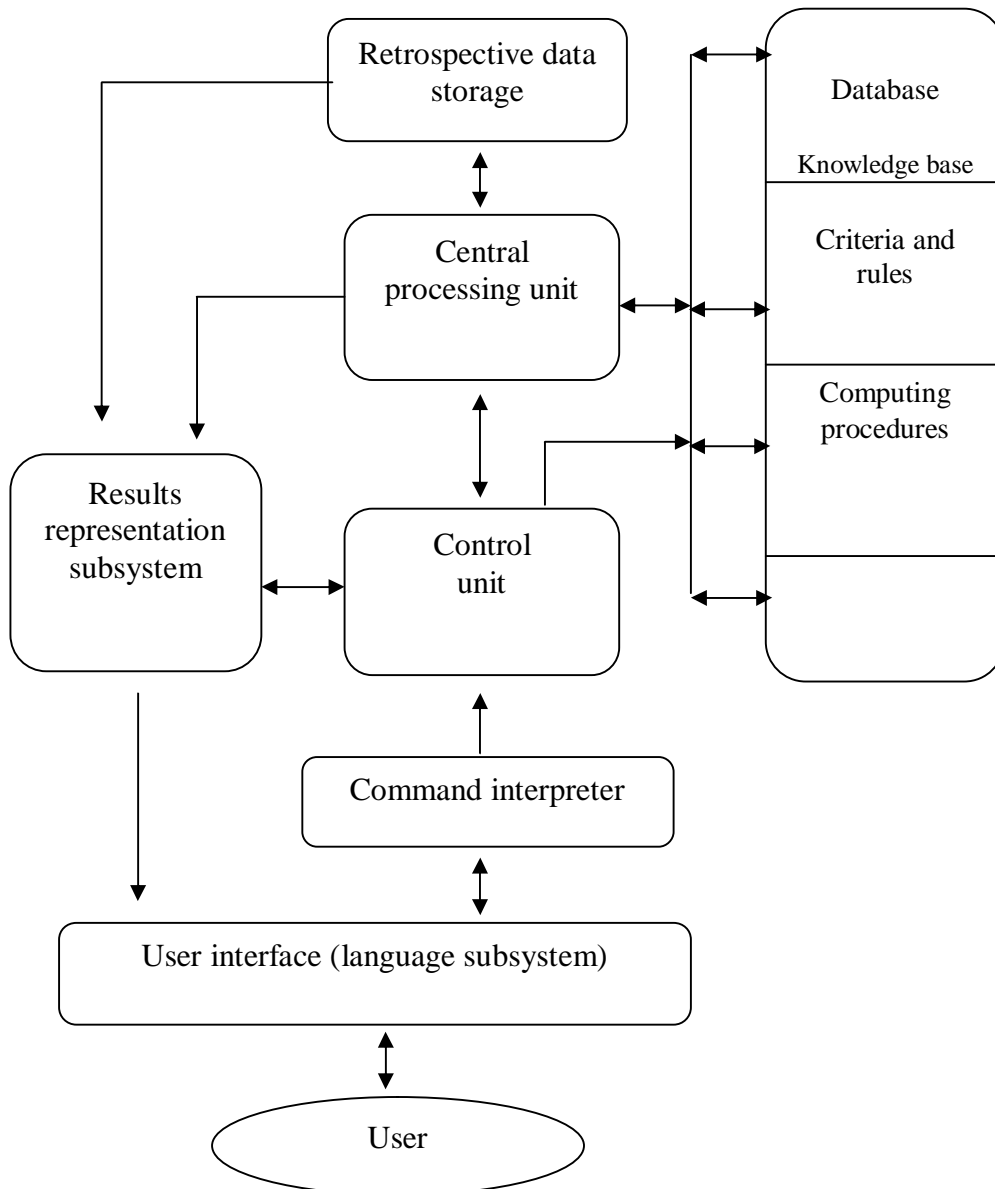 Retrospective data
storage
Database
Knowledge base
Central
processing unit
Criteria and
rules
Computing
procedures
Results
representation
subsystem
Control
unit
Command interpreter
User interface (language subsystem)
User